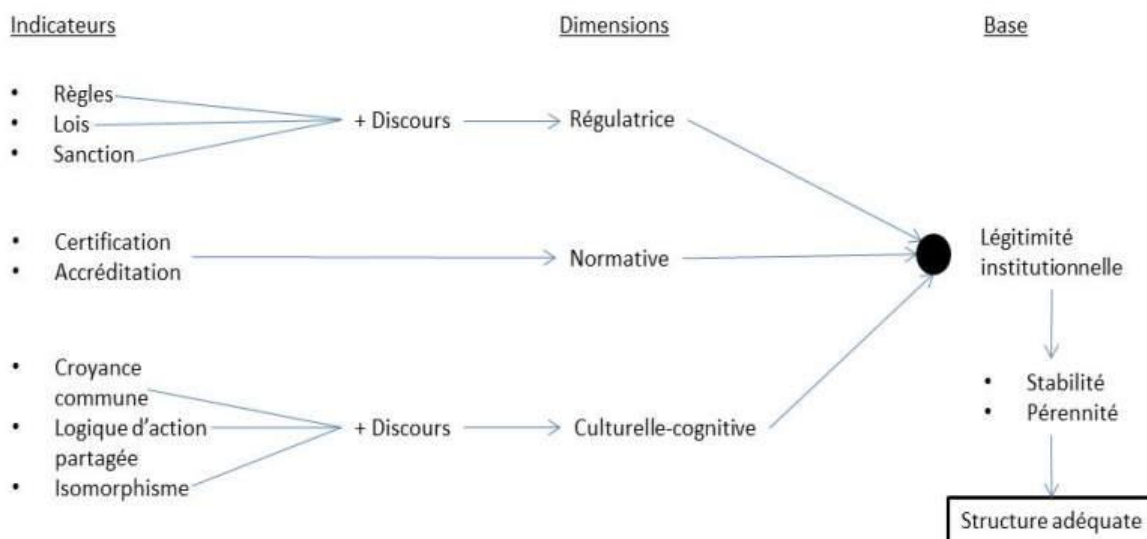 Indicateurs
Dimensions
Base
• Règles
• Lois
• Sanction
+ Discours
Régulatrice
• Certification
• Accréditation
Normative
Légitimité
institutionnelle
• Croyance
commune
• Logique d'action
partagée
• Isomorphisme
+ Discours
Culturelle-cognitive
• Stabilité
• Pérennité
Structure adéquate